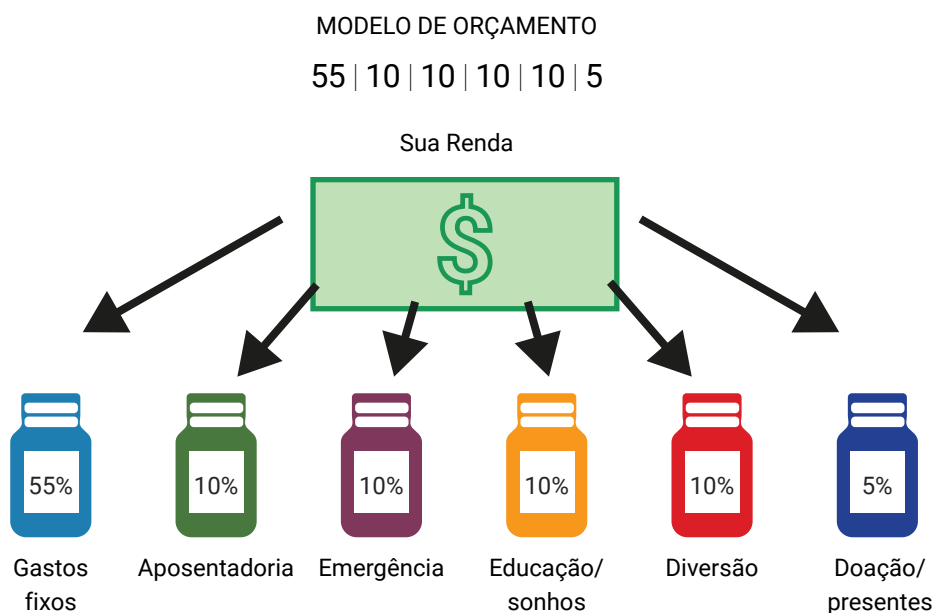 MODELO DE ORÇAMENTO
55 | 10 | 10 | 10 | 10 | 5
Sua Renda
$
55%
10%
10%
10%
10%
5%
Gastos
fixos
Aposentadoria
Emergência
Educação/
sonhos
Diversão
Doação/
presentes